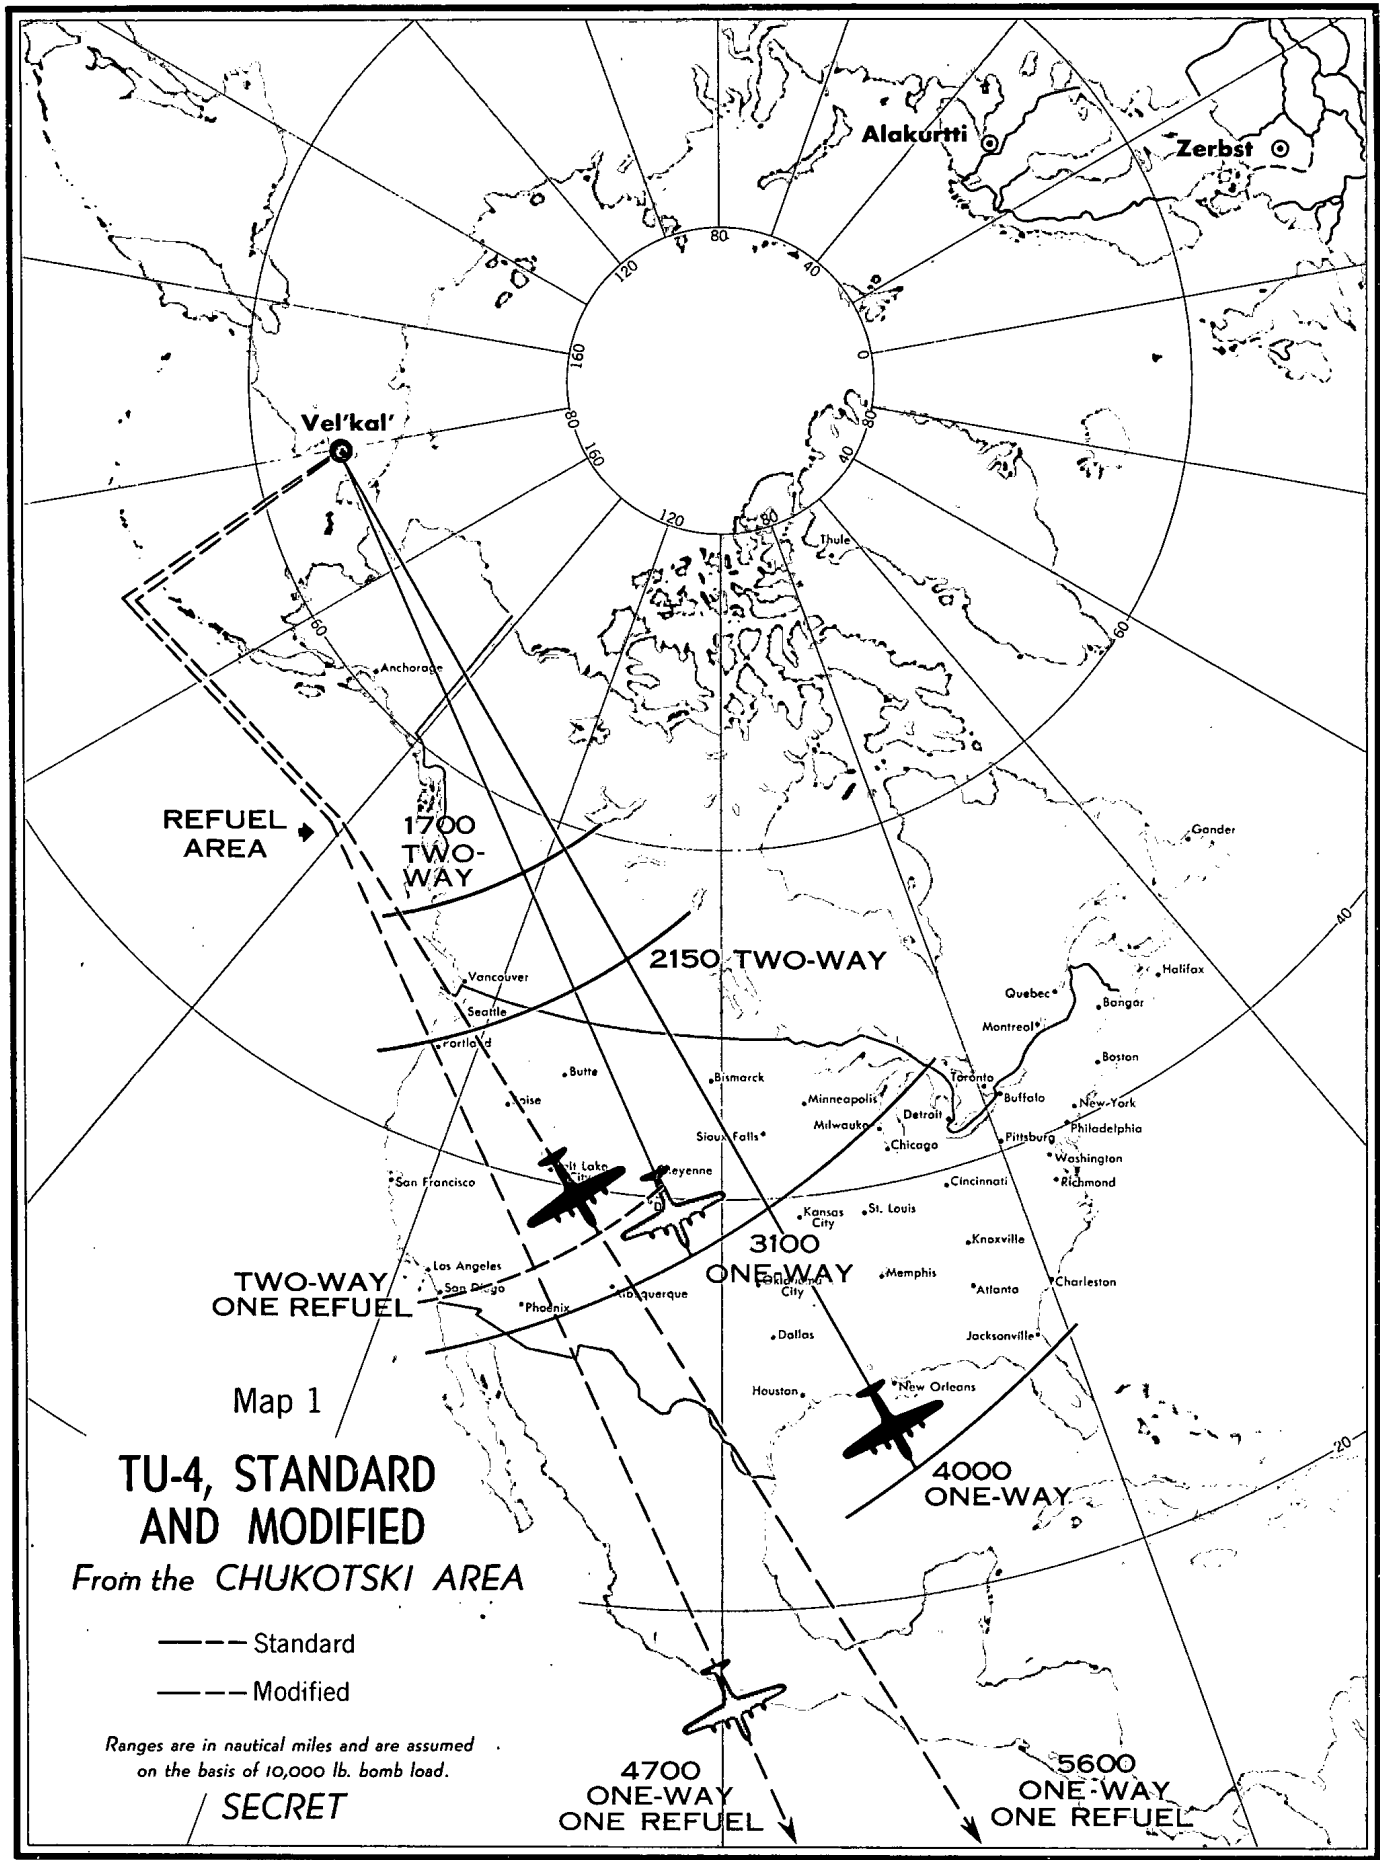 Alakurtti
Zerbst
80
120
40
160
0
80
80
160
40
120
80
Vel'kal'
Thule
60
60
Anchorage
REFUEL
AREA
1700
TWO-
WAY
Gander
40
2150 TWO-WAY
Halifax
Vancouver
Quebec
Bangor
Seattle
Montreal
Portland
Boston
Butte
Bismarck
Toronto
Minneapolis
Buffalo
New York
Detroit
Milwauke
Philadelphia
Sioux Falls
Chicago
Pittsburg
Washington
lt Lake
City
eyenne
San Francisco
Cincinnati
Richmond
D
Kansas
City
St. Louis
Knoxville
3100
ONE-WAY
Los Angeles
San Diego
TWO-WAY
ONE REFUEL
Oklahoma
City
Memphis
Atlanta
Charleston
Albuquerque
Phoenix
Dallas
Jacksonville
Houston
New Orleans
Map 1
20
TU-4, STANDARD
AND MODIFIED
From the CHUKOTSKI AREA
4000
ONE-WAY
Standard
Modified
Ranges are in nautical miles and are assumed
on the basis of 10,000 lb. bomb load.
SECRET
4700
ONE-WAY
ONE REFUEL
5600
ONE-WAY
ONE REFUEL